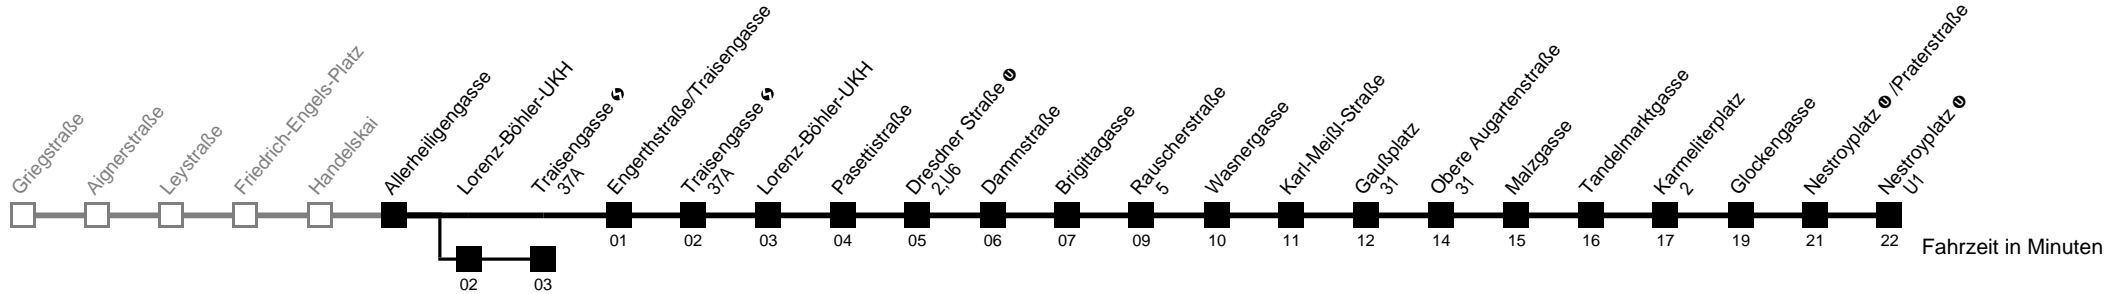 Griegstraße
Aignerstraße
Leystraße
Friedrich-Engels-Platz
Handelskai
Allerheiligengasse
Lorenz-Böhler-UKH
Traisengasse S
37A
Engerthstraße/Traisengasse
Traisengasse S
37A
Lorenz-Böhler-UKH
Pasettistraße
Dresdner Straße U
2,U6
Dammstraße
Brigittagasse
Rauscherstraße
5
Wasnergasse
Karl-Meißl-Straße
Gaußplatz
31
Obere Augartenstraße
31
Malzgasse
Tandelmarktgasse
Karmeliterplatz
2
Glockengasse
Nestroyplatz U /Praterstraße
Nestroyplatz U
U1
01 02 03 04 05 06 07 09 10 11 12 14 15 16 17 19 21 22
Fahrzeit in Minuten
02 03